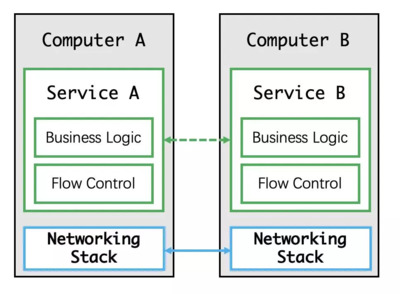 Computer A
Service A
Business Logic
Flow Control
Networking
Stack
Computer B
Service B
Business Logic
Flow Control
Networking
Stack